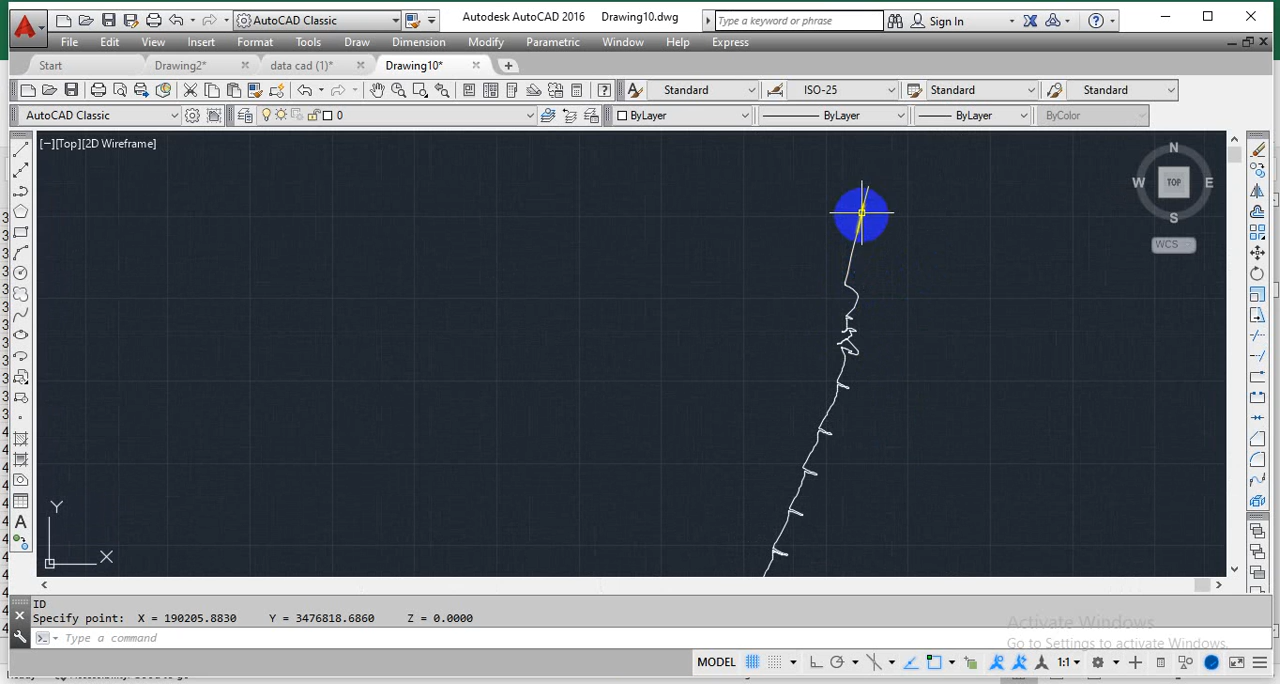 AutoCAD Classic
Autodesk AutoCAD 2016 Drawing10.dwg
Type a keyword or phrase
Sign In
File Edit View Insert Format Tools Draw Dimension Modify Parametric Window Help Express
Start Drawing2* data cad (1)* Drawing10*
Standard ISO-25 Standard Standard
AutoCAD Classic 0 ByLayer ByLayer ByLayer ByColor
[−][Top][2D Wireframe]
N
W TOP E
S
WCS
Y
X
ID
Specify point: X = 190205.8830 Y = 3476818.6860 Z = 0.0000
Type a command
Activate Windows
Go to Settings to activate Windows.
MODEL 1:1